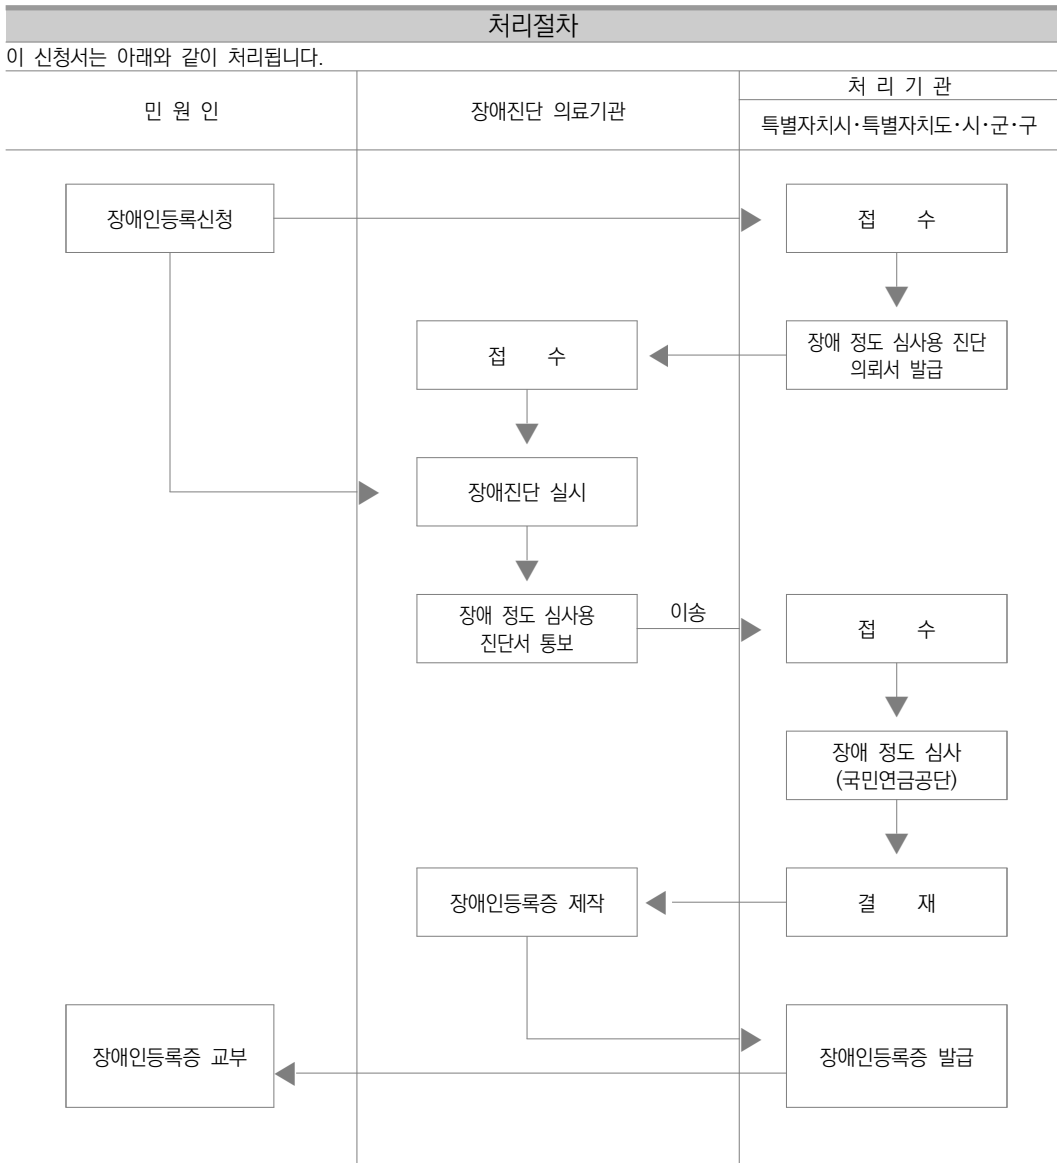 처리절차
이 신청서는 아래와 같이 처리됩니다.
민 원 인
장애진단 의료기관
처 리 기 관
특별자치시·특별자치도·시·군·구
장애인등록신청
접 수
접 수
장애 정도 심사용 진단
의뢰서 발급
장애진단 실시
장애 정도 심사용
진단서 통보
이송
접 수
장애 정도 심사
(국민연금공단)
장애인등록증 제작
결 재
장애인등록증 교부
장애인등록증 발급